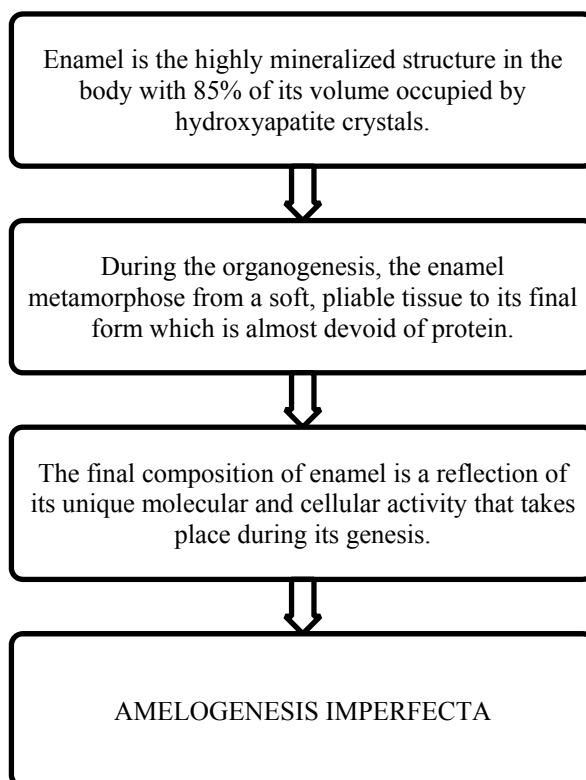 Enamel is the highly mineralized structure in the
body with 85% of its volume occupied by
hydroxyapatite crystals.
During the organogenesis, the enamel
metamorphose from a soft, pliable tissue to its final
form which is almost devoid of protein.
The final composition of enamel is a reflection of
its unique molecular and cellular activity that takes
place during its genesis.
AMELOGENESIS IMPERFECTA